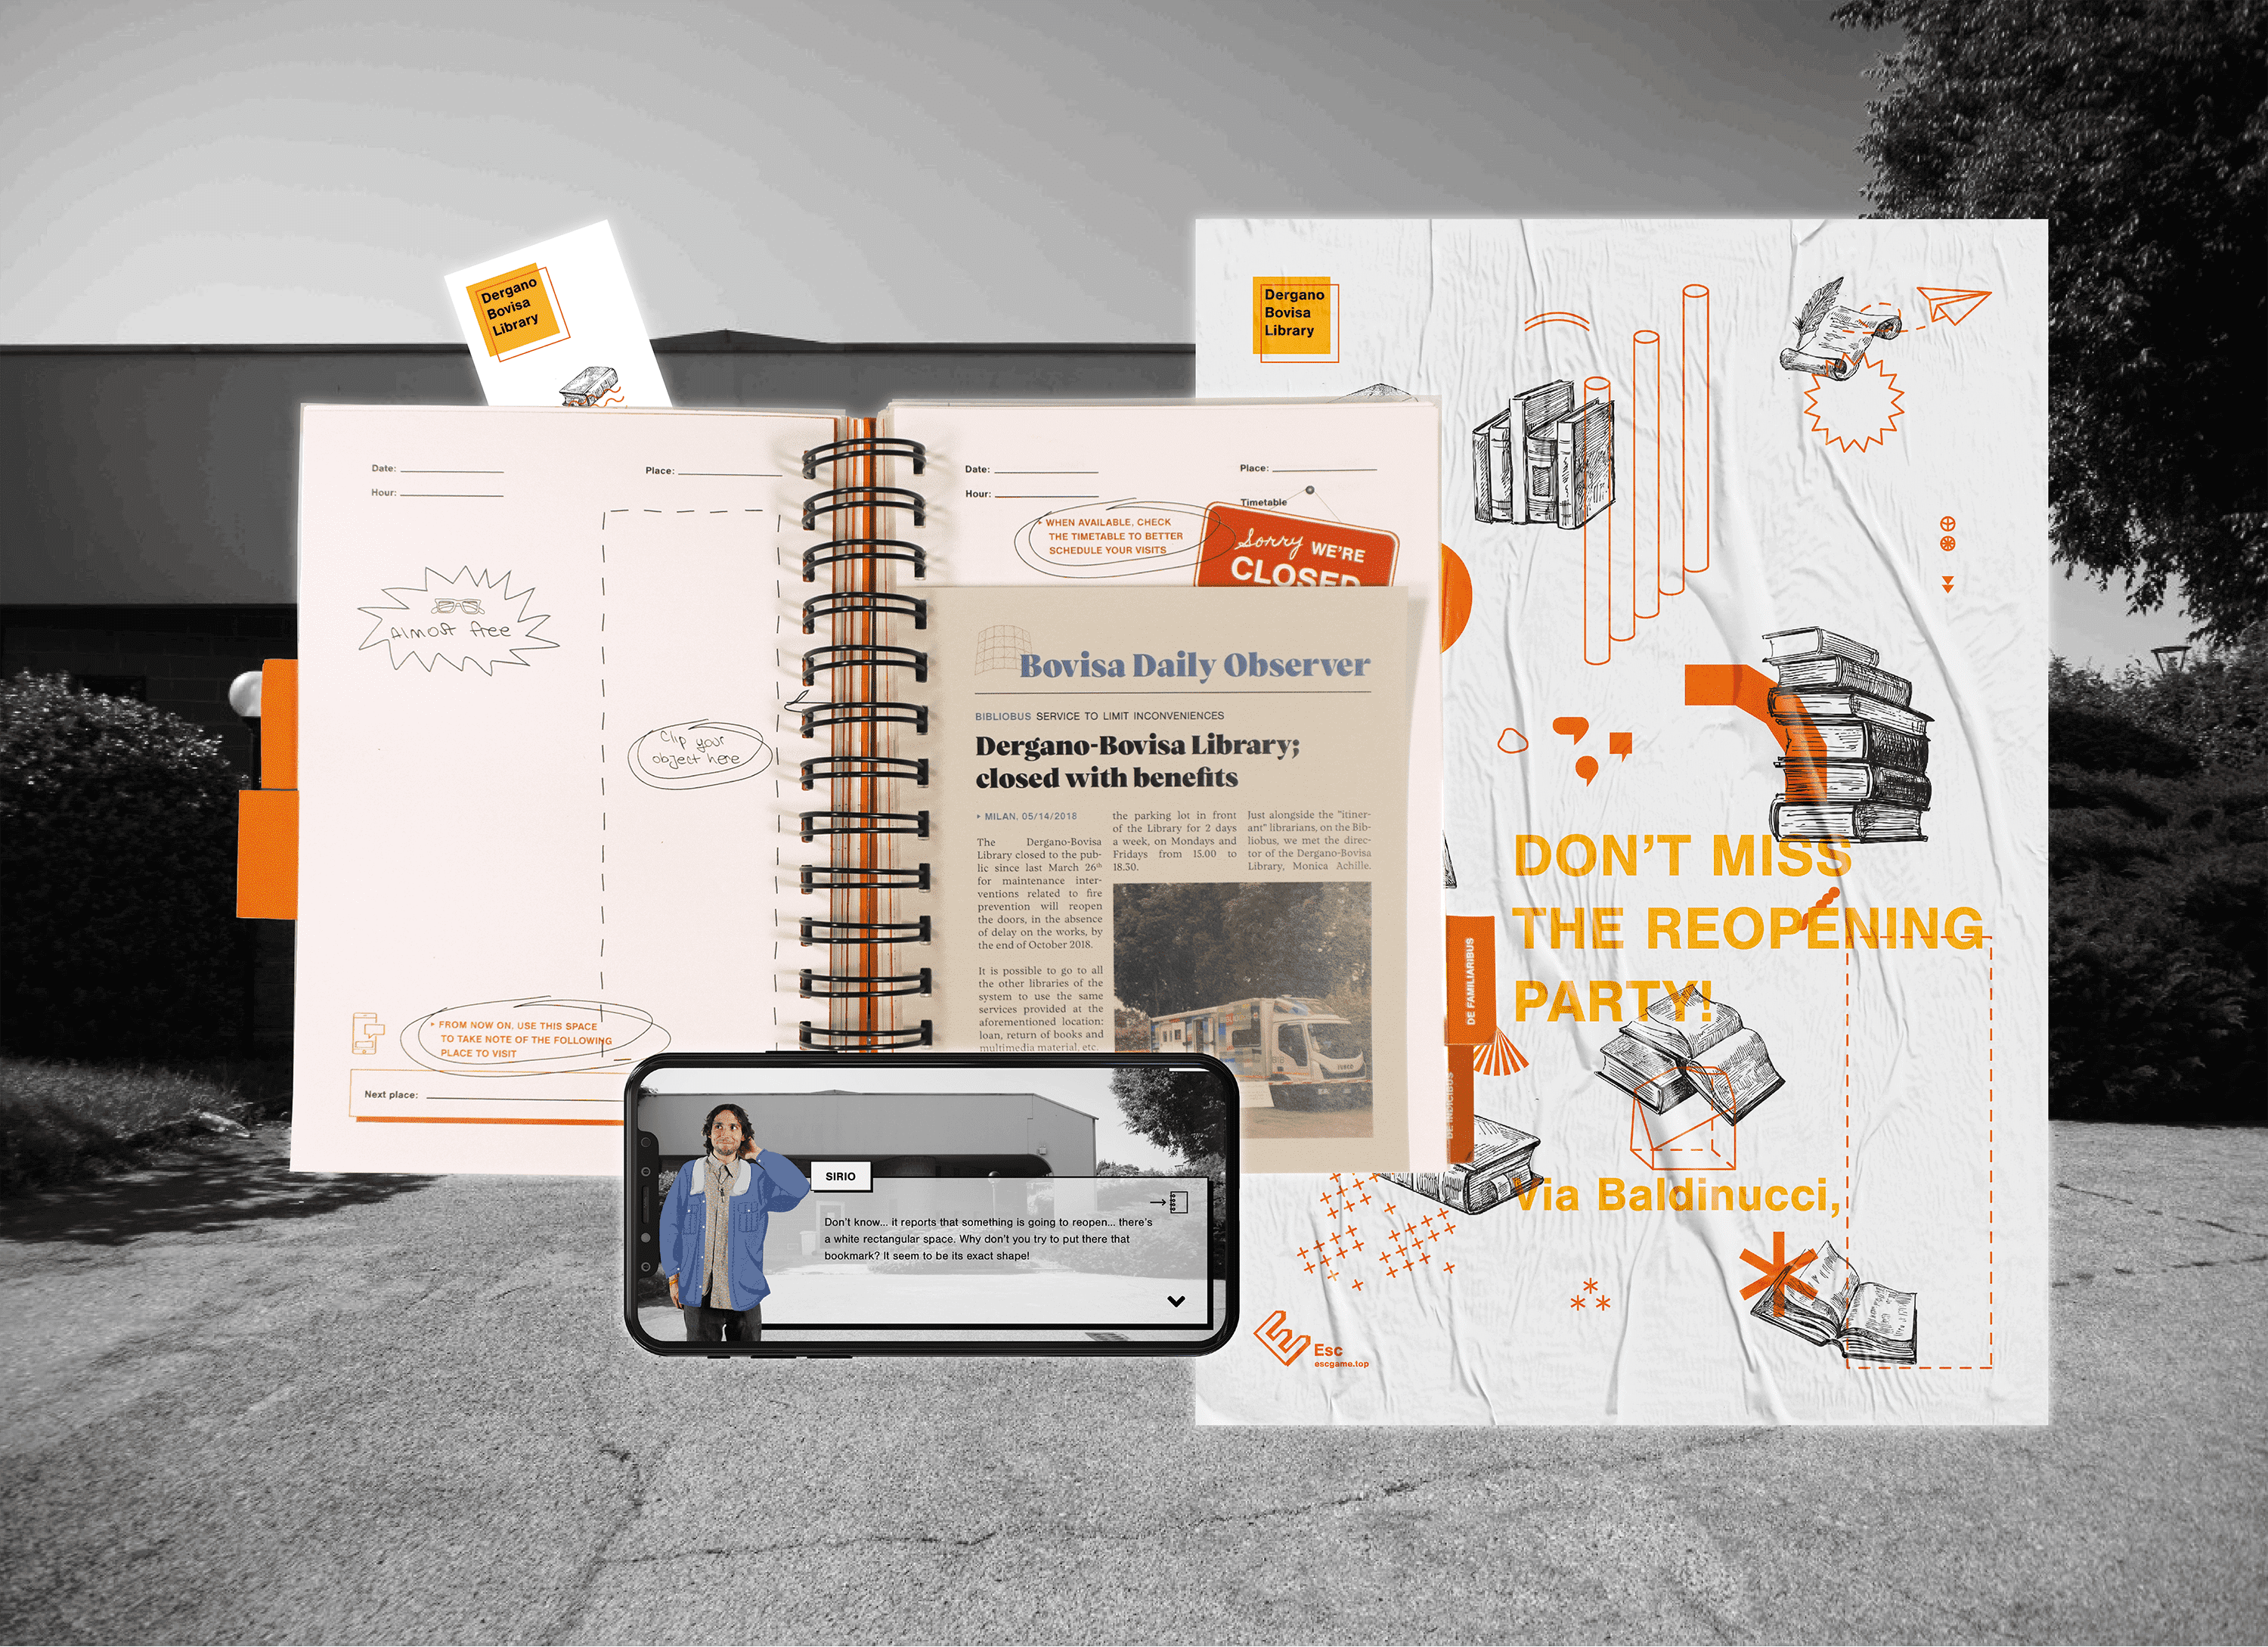 Dergano
Bovisa
Library
Date:
Hour:
Place:
Almost free
Clip your
object here
‣ FROM NOW ON, USE THIS SPACE
TO TAKE NOTE OF THE FOLLOWING
PLACE TO VISIT
Next place:
Date:
Hour:
Place:
Timetable
‣ WHEN AVAILABLE, CHECK
THE TIMETABLE TO BETTER
SCHEDULE YOUR VISITS
Sorry WE'RE
CLOSED
Bovisa Daily Observer
BIBLIOBUS SERVICE TO LIMIT INCONVENIENCES
Dergano-Bovisa Library;
closed with benefits
‣ MILAN, 05/14/2018
The Dergano-Bovisa
Library closed to the pub-
lic since last March 26th
for maintenance inter-
ventions related to fire
prevention will reopen
the doors, in the absence
of delay on the works, by
the end of October 2018.
It is possible to go to all
the other libraries of the
system to use the same
services provided at the
aforementioned location:
loan, return of books and
multimedia material, etc.
the parking lot in front
of the Library for 2 days
a week, on Mondays and
Fridays from 15.00 to
18.30.
Just alongside the "itiner-
ant" librarians, on the Bib-
liobus, we met the direc-
tor of the Dergano-Bovisa
Library, Monica Achille.
DE FAMILIARIBUS
SIRIO
Don't know... it reports that something is going to reopen... there's
a white rectangular space. Why don't you try to put there that
bookmark? It seem to be its exact shape!
Dergano
Bovisa
Library
DON'T MISS
THE REOPENING
PARTY!
Via Baldinucci,
Esc
escgame.top